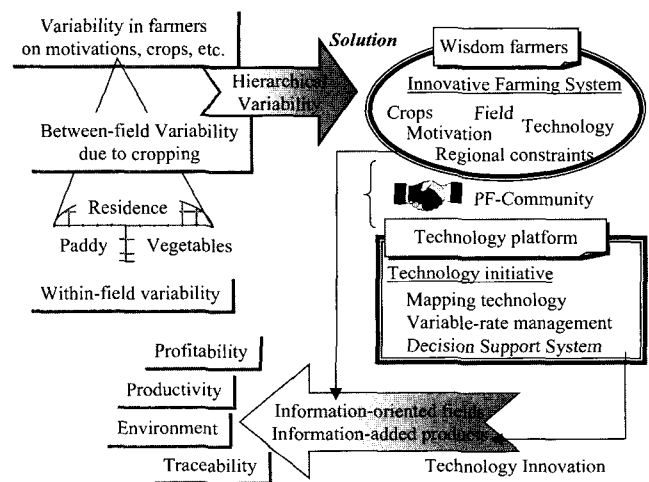 Variability in farmers
on motivations, crops, etc.
Solution
Hierarchical
Variability
Between-field Variability
due to cropping
Residence
Paddy
Vegetables
Within-field variability
Wisdom farmers
Innovative Farming System
Crops
Field
Motivation
Technology
Regional constraints
PF-Community
Technology platform
Technology initiative
Mapping technology
Variable-rate management
Decision Support System
Profitability
Productivity
Environment
Traceability
Information-oriented fields
Information-added products
Technology Innovation